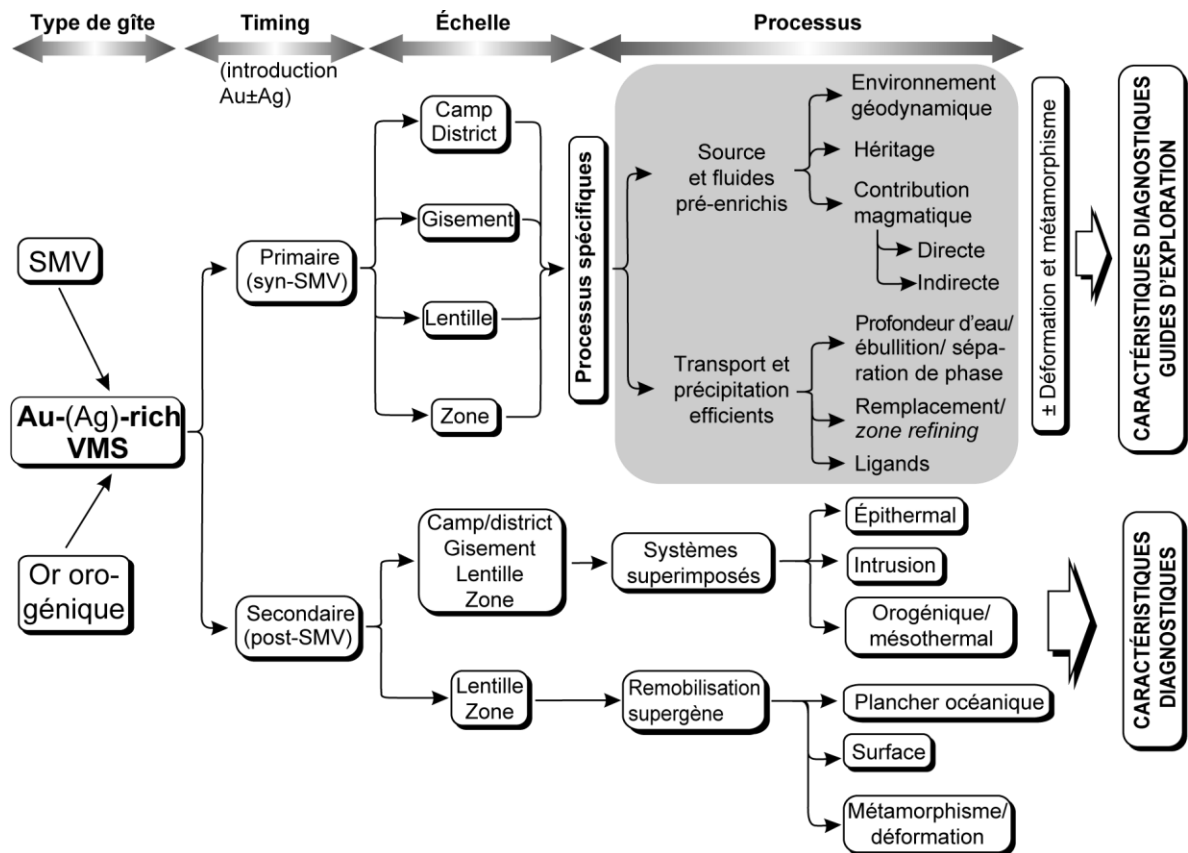 Type de gîte
Timing
Échelle
Processus
(introduction
Au±Ag)
SMV
Au-(Ag)-rich
VMS
Or oro-
génique
Primaire
(syn-SMV)
Secondaire
(post-SMV)
Camp
District
Gisement
Lentille
Zone
Processus spécifiques
Source
et fluides
pré-enrichis
Environnement
géodynamique
Héritage
Contribution
magmatique
Directe
Indirecte
Transport et
précipitation
efficients
Profondeur d'eau/
ébullition/ sépa-
ration de phase
Remplacement/
zone refining
Ligands
± Déformation et métamorphisme
CARACTÉRISTIQUES DIAGNOSTIQUES
GUIDES D'EXPLORATION
Camp/district
Gisement
Lentille
Zone
Systèmes
superimposés
Épithermal
Intrusion
Orogénique/
mésothermal
Lentille
Zone
Remobilisation
supergène
Plancher océanique
Surface
Métamorphisme/
déformation
CARACTÉRISTIQUES
DIAGNOSTIQUES